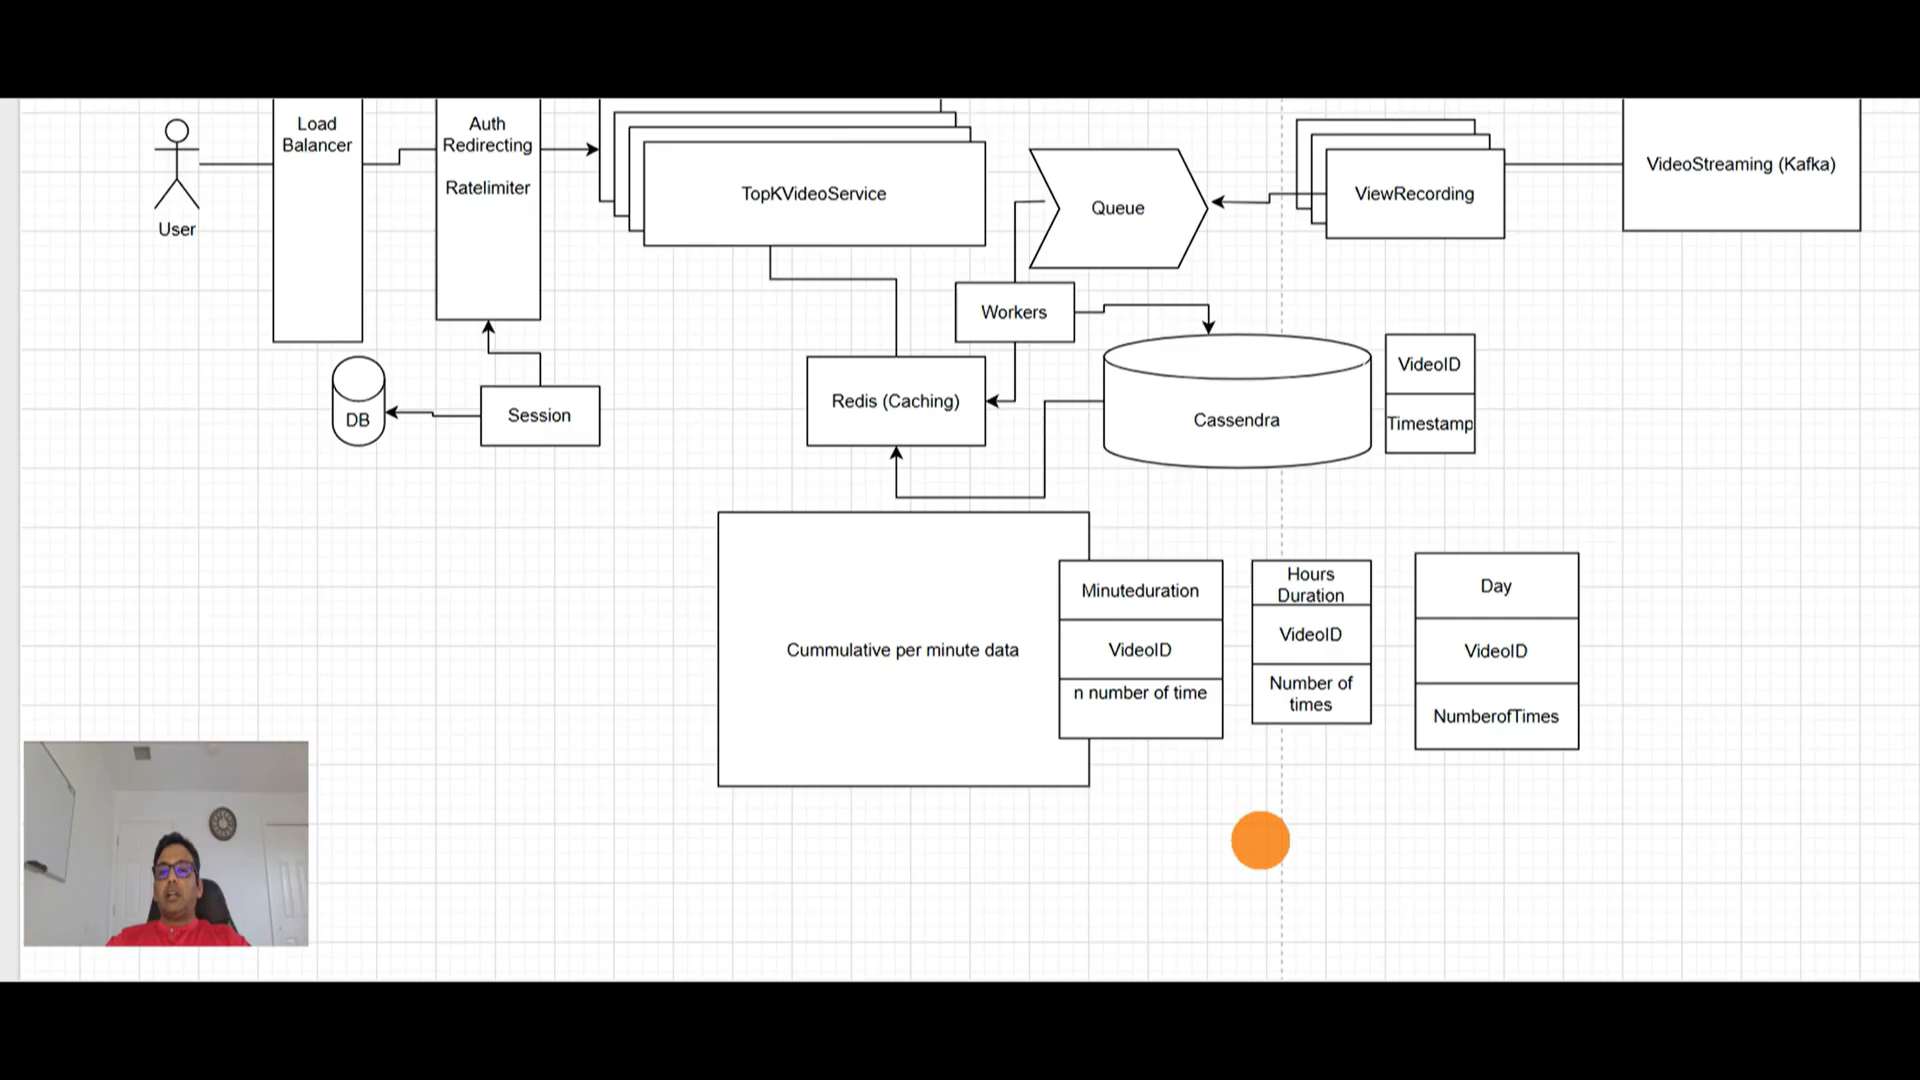 Load
Balancer
Auth
Redirecting
Ratelimiter
TopKVideoService
Queue
ViewRecording
VideoStreaming (Kafka)
User
Workers
VideoID
Timestamp
DB
Session
Redis (Caching)
Cassendra
Cummulative per minute data
Minuteduration
VideoID
n number of time
Hours
Duration
VideoID
Number of
times
Day
VideoID
NumberofTimes